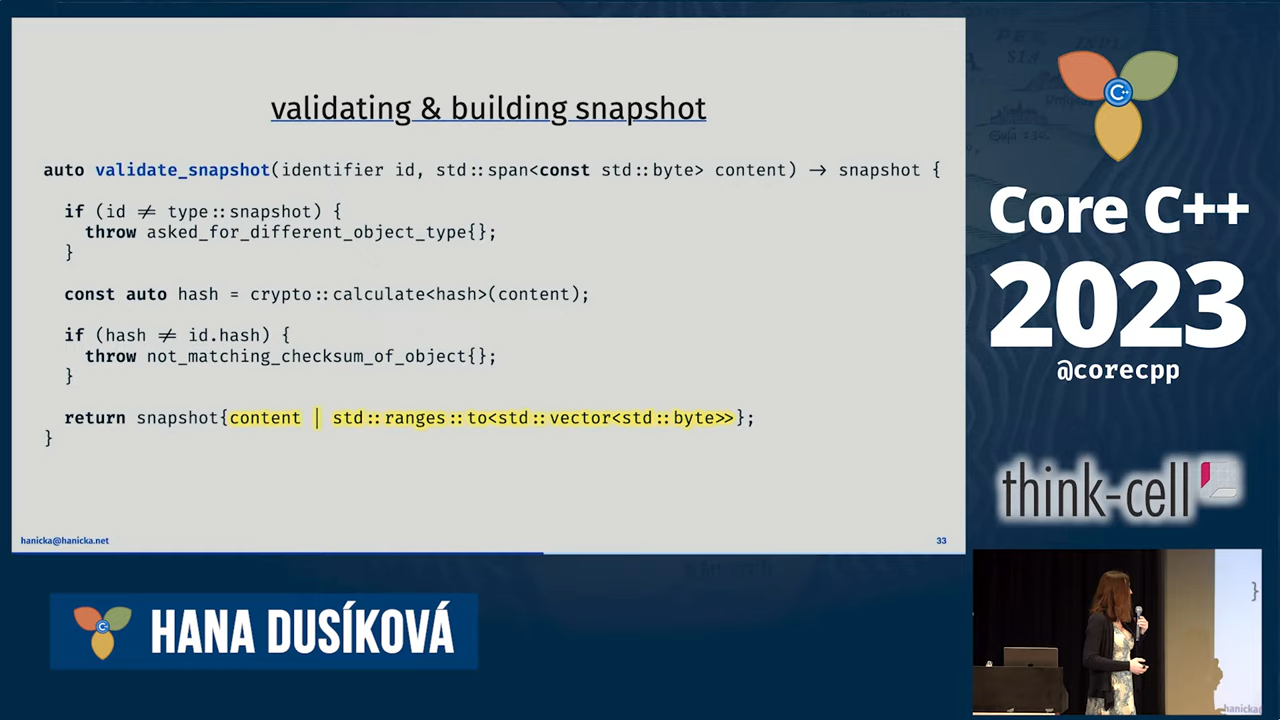 validating & building snapshot
auto validate_snapshot(identifier id, std::span<const std::byte> content) → snapshot {
if (id ≠ type::snapshot) {
throw asked_for_different_object_type{};
}
const auto hash = crypto::calculate<hash>(content);
if (hash ≠ id.hash) {
throw not_matching_checksum_of_object{};
}
return snapshot{content | std::ranges::to<std::vector<std::byte>>};
}
hanicka@hanicka.net
33
C++
Core C++
2023
@corecpp
think-cell
}
hanicka
C++
HANA DUSÍKOVÁ